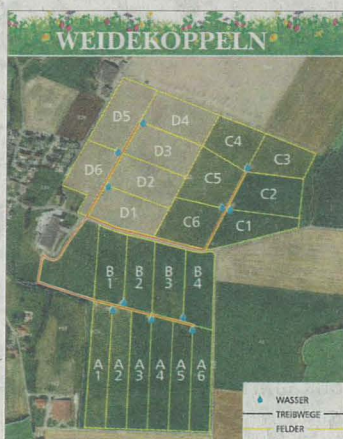 WEIDEKOPPELN
D5
D4
C4
C3
D3
D6
C5
D2
C2
D1
C6
C1
B
1
B
2
B
3
B
4
A
1
A
2
A
3
A
4
A
5
A
6
WASSER
TREIBWEGE
FELDER